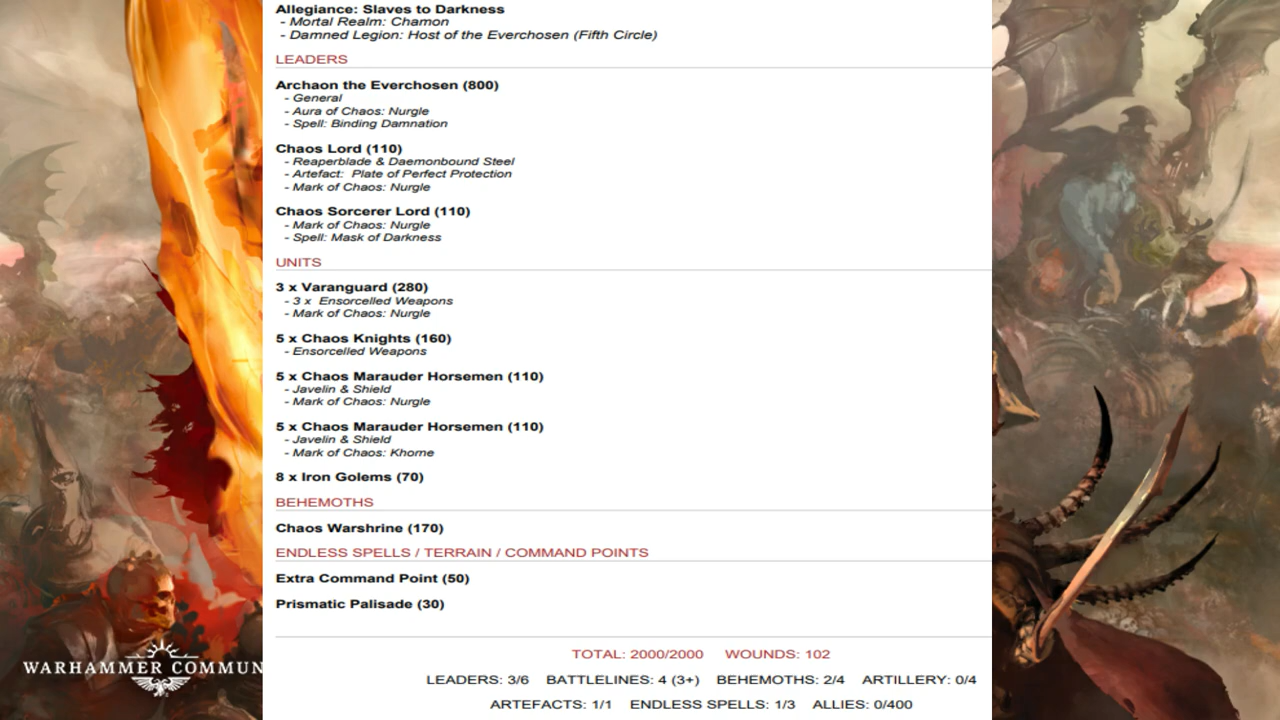 Allegiance: Slaves to Darkness
- Mortal Realm: Chamon
- Damned Legion: Host of the Everchosen (Fifth Circle)
LEADERS
Archaon the Everchosen (800)
- General
- Aura of Chaos: Nurgle
- Spell: Binding Damnation
Chaos Lord (110)
- Reaperblade & Daemonbound Steel
- Artefact: Plate of Perfect Protection
- Mark of Chaos: Nurgle
Chaos Sorcerer Lord (110)
- Mark of Chaos: Nurgle
- Spell: Mask of Darkness
UNITS
3 x Varanguard (280)
- 3 x Ensorcelled Weapons
- Mark of Chaos: Nurgle
5 x Chaos Knights (160)
- Ensorcelled Weapons
5 x Chaos Marauder Horsemen (110)
- Javelin & Shield
- Mark of Chaos: Nurgle
5 x Chaos Marauder Horsemen (110)
- Javelin & Shield
- Mark of Chaos: Khorne
8 x Iron Golems (70)
BEHEMOTHS
Chaos Warshrine (170)
ENDLESS SPELLS / TERRAIN / COMMAND POINTS
Extra Command Point (50)
Prismatic Palisade (30)
TOTAL: 2000/2000 WOUNDS: 102
LEADERS: 3/6 BATTLELINES: 4 (3+) BEHEMOTHS: 2/4 ARTILLERY: 0/4
ARTEFACTS: 1/1 ENDLESS SPELLS: 1/3 ALLIES: 0/400
WARHAMMER COMMUN